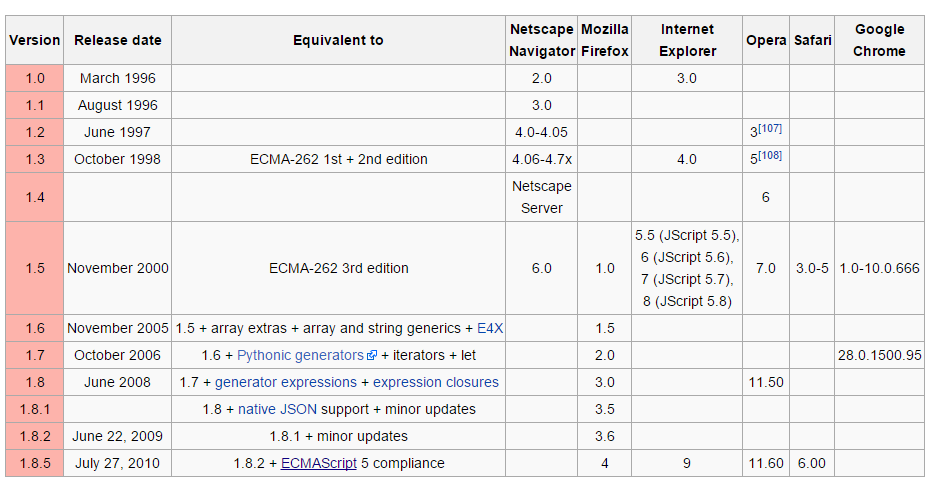 Version Release date Equivalent to Netscape Navigator Mozilla Firefox Internet Explorer Opera Safari Google Chrome
1.0 March 1996 2.0 3.0
1.1 August 1996 3.0
1.2 June 1997 4.0-4.05 3[107]
1.3 October 1998 ECMA-262 1st + 2nd edition 4.06-4.7x 4.0 5[108]
1.4 Netscape Server 6
1.5 November 2000 ECMA-262 3rd edition 6.0 1.0 5.5 (JScript 5.5), 6 (JScript 5.6), 7 (JScript 5.7), 8 (JScript 5.8) 7.0 3.0-5 1.0-10.0.666
1.6 November 2005 1.5 + array extras + array and string generics + E4X 1.5
1.7 October 2006 1.6 + Pythonic generators + iterators + let 2.0 28.0.1500.95
1.8 June 2008 1.7 + generator expressions + expression closures 3.0 11.50
1.8.1 1.8 + native JSON support + minor updates 3.5
1.8.2 June 22, 2009 1.8.1 + minor updates 3.6
1.8.5 July 27, 2010 1.8.2 + ECMAScript 5 compliance 4 9 11.60 6.00